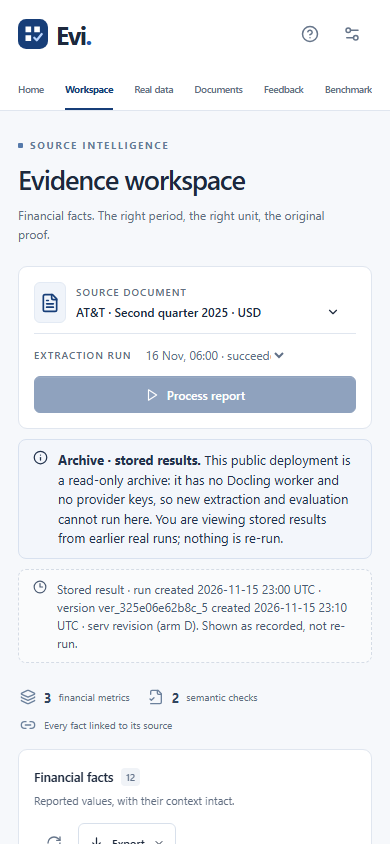 Evi.
Home Workspace Real data Documents Feedback Benchmark
SOURCE INTELLIGENCE
Evidence workspace
Financial facts. The right period, the right unit, the original
proof.
SOURCE DOCUMENT
AT&T · Second quarter 2025 · USD
EXTRACTION RUN 16 Nov, 06:00 · succeed
Process report
Archive · stored results. This public deployment is
a read-only archive: it has no Docling worker and
no provider keys, so new extraction and evaluation
cannot run here. You are viewing stored results
from earlier real runs; nothing is re-run.
Stored result · run created 2026-11-15 23:00 UTC ·
version ver_325e06e62b8c_5 created 2026-11-15 23:10
UTC · serv revision (arm D). Shown as recorded, not re-
run.
3 financial metrics 2 semantic checks
Every fact linked to its source
Financial facts 12
Reported values, with their context intact.
Export